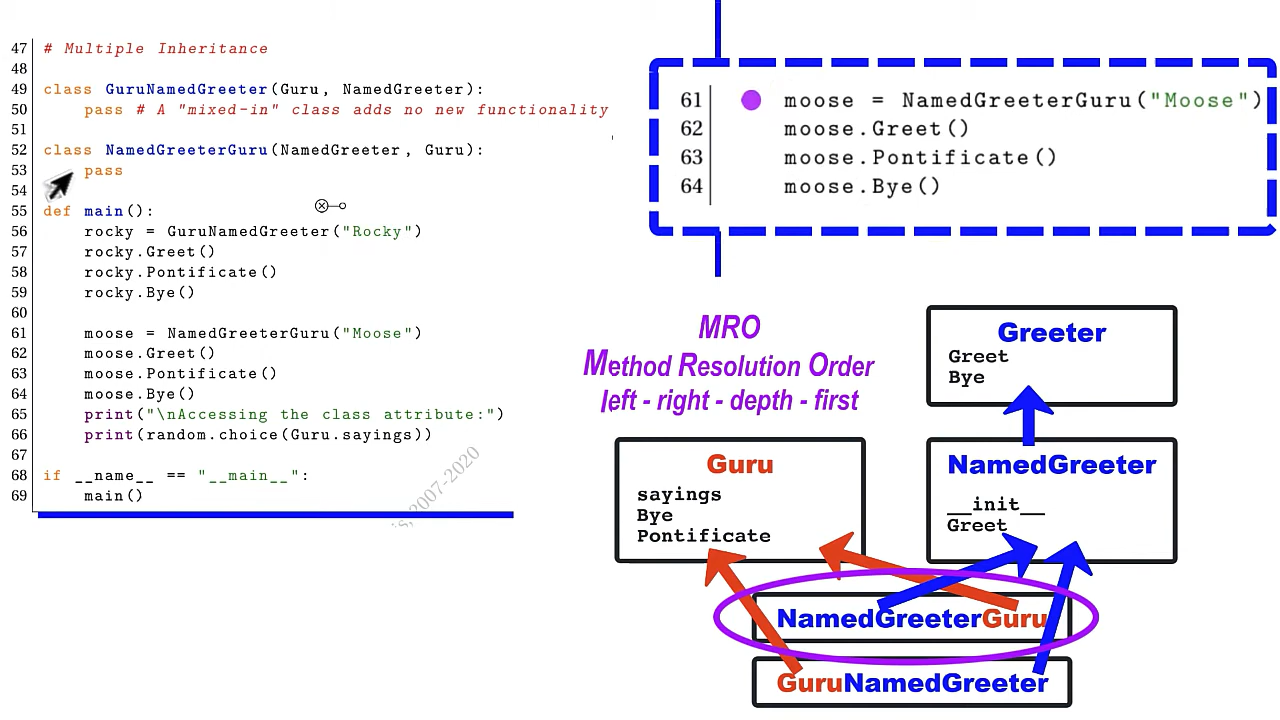 47 # Multiple Inheritance
48
49 class GuruNamedGreeter(Guru, NamedGreeter):
50     pass # A "mixed-in" class adds no new functionality
51
52 class NamedGreeterGuru(NamedGreeter, Guru):
53     pass
54
55 def main():
56     rocky = GuruNamedGreeter("Rocky")
57     rocky.Greet()
58     rocky.Pontificate()
59     rocky.Bye()
60
61     moose = NamedGreeterGuru("Moose")
62     moose.Greet()
63     moose.Pontificate()
64     moose.Bye()
65     print("\nAccessing the class attribute:")
66     print(random.choice(Guru.sayings))
67
68 if __name__ == "__main__":
69     main()
2007-2020
61 moose = NamedGreeterGuru("Moose")
62 moose.Greet()
63 moose.Pontificate()
64 moose.Bye()
MRO
Method Resolution Order
left - right - depth - first
Greeter
Greet
Bye
Guru
sayings
Bye
Pontificate
NamedGreeter
__init__
Greet
NamedGreeterGuru
GuruNamedGreeter